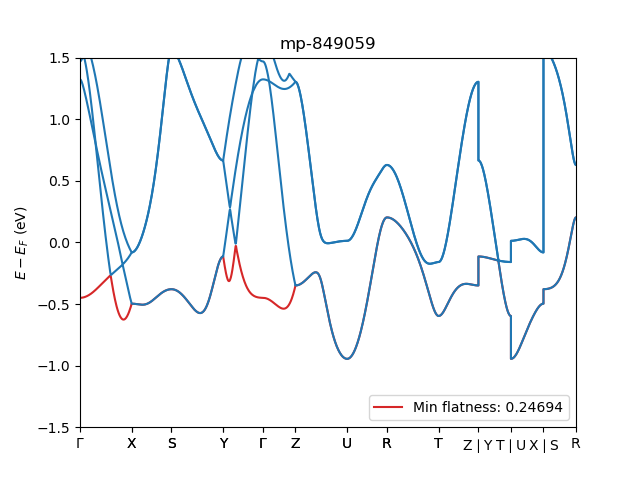 mp-849059
1.5
1.0
0.5
0.0
−0.5
−1.0
−1.5
E − E_F (eV)
Min flatness: 0.24694
Γ X S Y Γ Z U R T Z | Y T | U X | S R